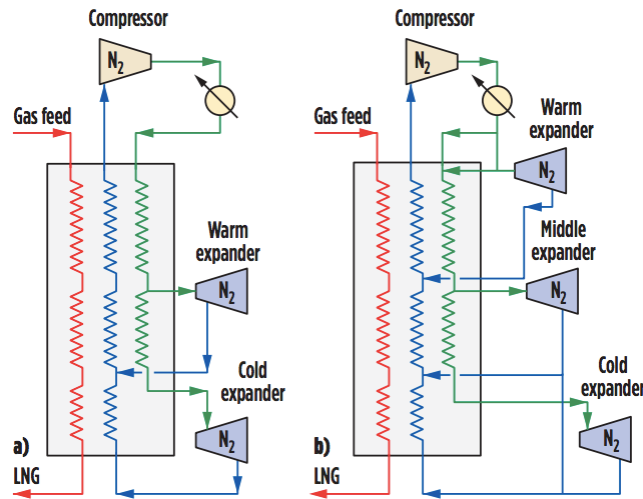 Compressor
N2
Gas feed
Warm
expander
N2
Cold
expander
N2
a)
LNG
Compressor
N2
Gas feed
Warm
expander
N2
Middle
expander
N2
Cold
expander
N2
b)
LNG